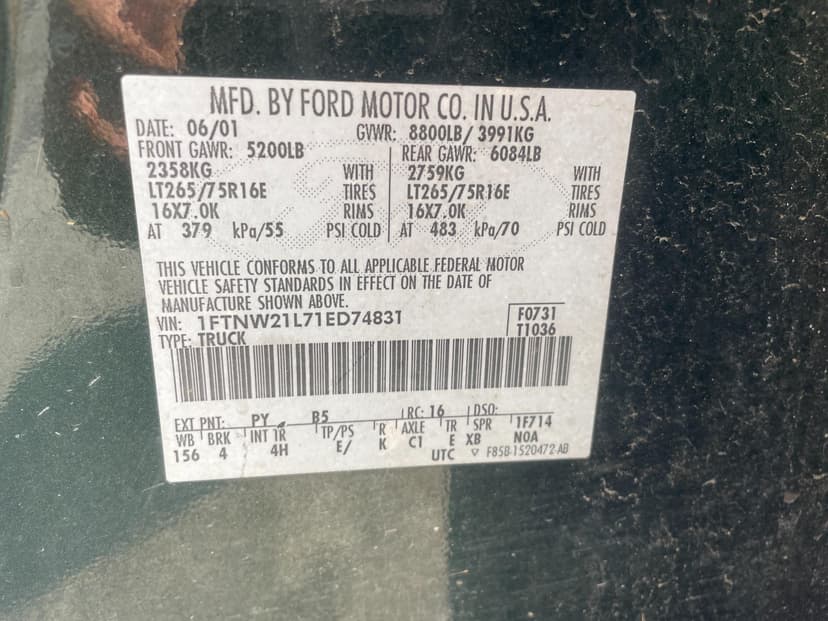 MFD. BY FORD MOTOR CO. IN U.S.A.
DATE: 06/01 GVWR: 8800LB/ 3991KG
FRONT GAWR: 5200LB REAR GAWR: 6084LB
2358KG WITH 2759KG WITH
LT265/75R16E TIRES LT265/75R16E TIRES
16X7.0K RIMS 16X7.0K RIMS
AT 379 kPa/55 PSI COLD AT 483 kPa/70 PSI COLD
THIS VEHICLE CONFORMS TO ALL APPLICABLE FEDERAL MOTOR
VEHICLE SAFETY STANDARDS IN EFFECT ON THE DATE OF
MANUFACTURE SHOWN ABOVE.
VIN: 1FTNW21L71ED74831 F0731
TYPE: TRUCK T1036
EXT PNT: PY B5 RC: 16 DSO:
WB BRK INT TR TP/PS R AXLE TR SPR 1F714
156 4 4H E/ K C1 E XB NOA
UTC ▽ F85B-1520472-AB